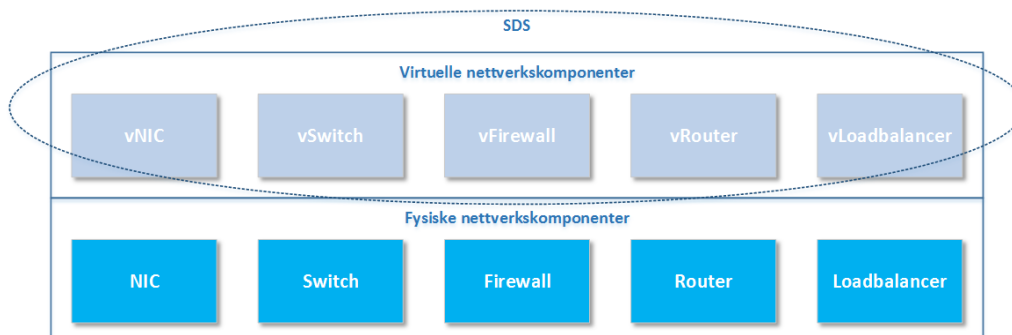 SDS
Virtuelle nettverkskomponenter
vNIC vSwitch vFirewall vRouter vLoadbalancer
Fysiske nettverkskomponenter
NIC Switch Firewall Router Loadbalancer